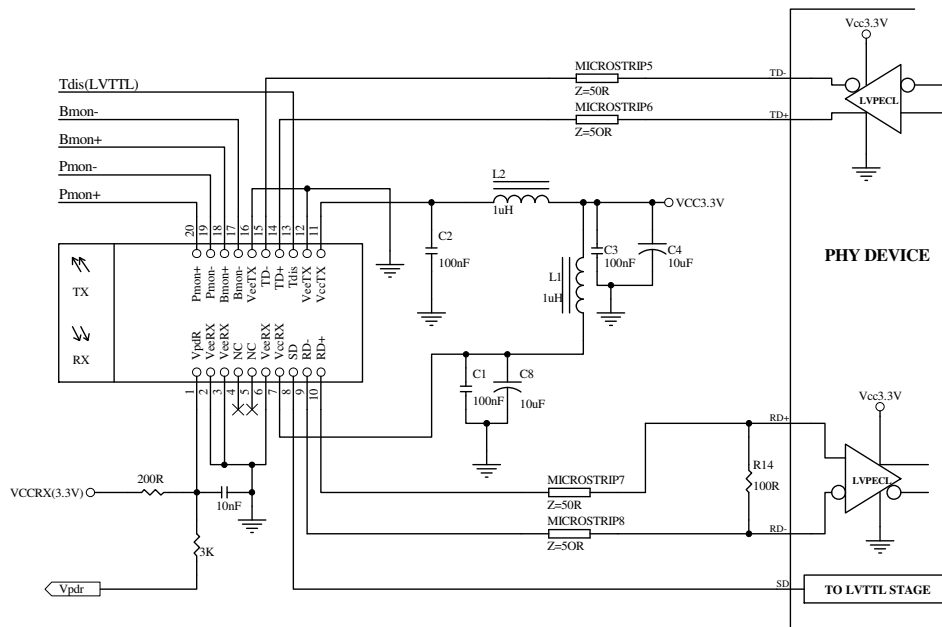 Vcc3.3V
MICROSTRIP5
TD-
Z=50R
LVPECL
Tdis(LVTTL)
MICROSTRIP6
TD+
Z=5OR
Bmon-
Bmon+
Pmon-
Pmon+
L2
1uH
VCC3.3V
20 19 18 17 16 15 14 13 12 11
C2
100nF
C3
100nF
C4
10uF
PHY DEVICE
Pmon+ Pmon- Bmon+ Bmon- VeeTX TD- TD+ Tdis VeeTX VccTX
TX
L1
1uH
RX
VpdR VeeRX VeeRX NC NC VeeRX VccRX SD RD- RD+
1 2 3 4 5 6 7 8 9 10
C1
100nF
C8
10uF
Vcc3.3V
RD+
R14
100R
LVPECL
200R
VCCRX(3.3V)
10nF
MICROSTRIP7
Z=50R
MICROSTRIP8
RD-
Z=5OR
3K
Vpdr
SD
TO LVTTL STAGE